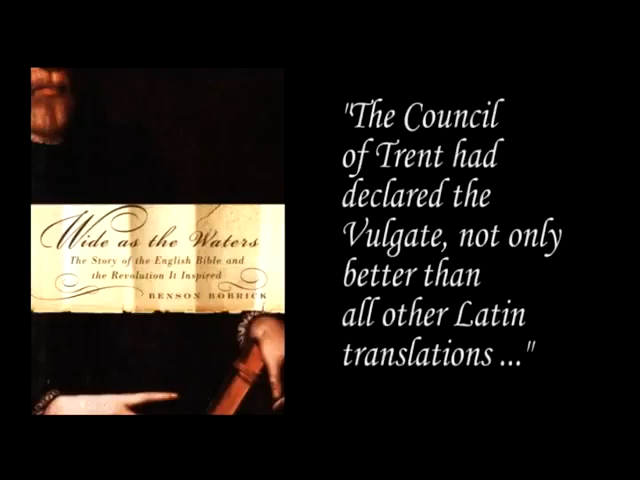 Wide as the Waters
The Story of the English Bible and
the Revolution It Inspired
BENSON BOBRICK
"The Council
of Trent had
declared the
Vulgate, not only
better than
all other Latin
translations ..."